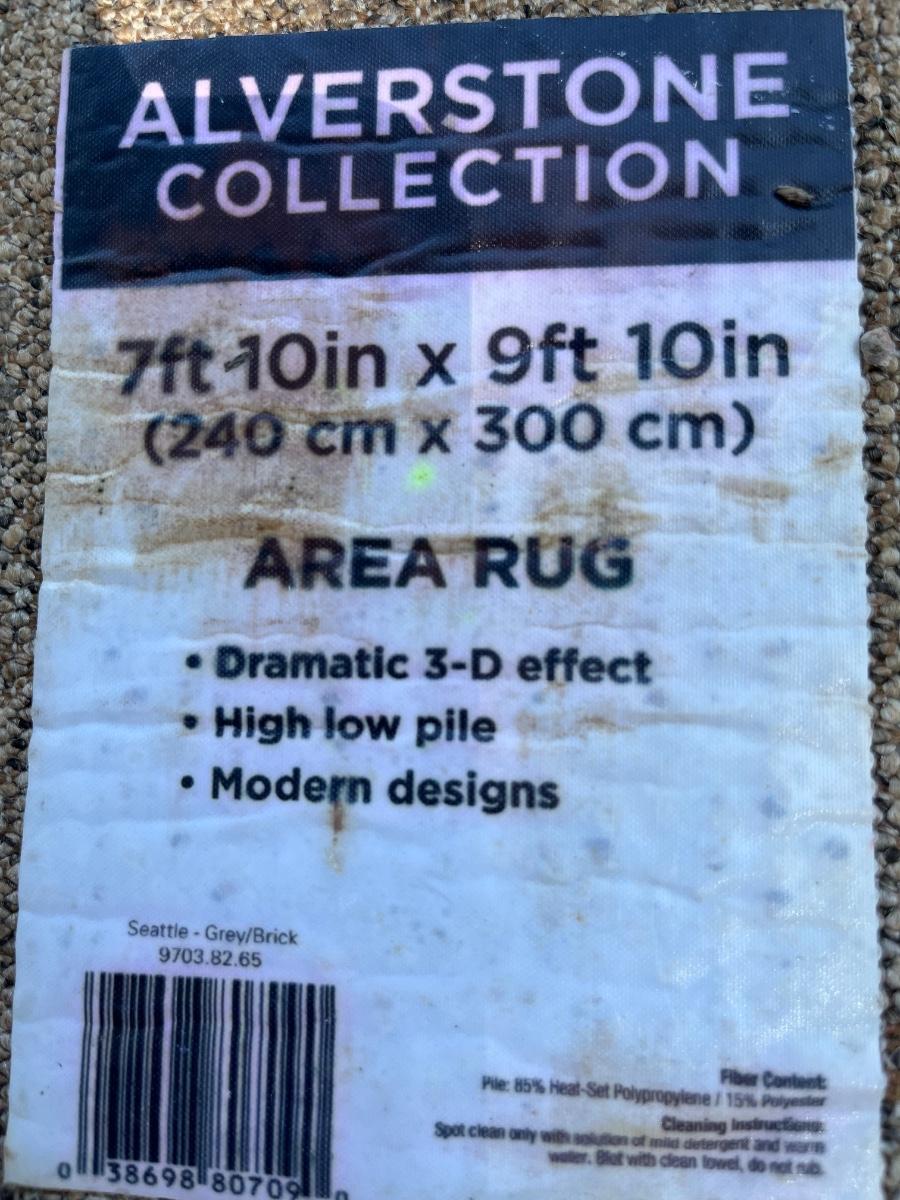 ALVERSTONE
COLLECTION
7ft 10in x 9ft 10in
(240 cm x 300 cm)
AREA RUG
• Dramatic 3-D effect
• High low pile
• Modern designs
Seattle - Grey/Brick
9703.82.65
0 38698 80709 0
Fiber Content:
Pile: 85% Heat-Set Polypropylene / 15% Polyester
Cleaning Instructions:
Spot clean only with solution of mild detergent and warm
water. Blot with clean towel, do not rub.